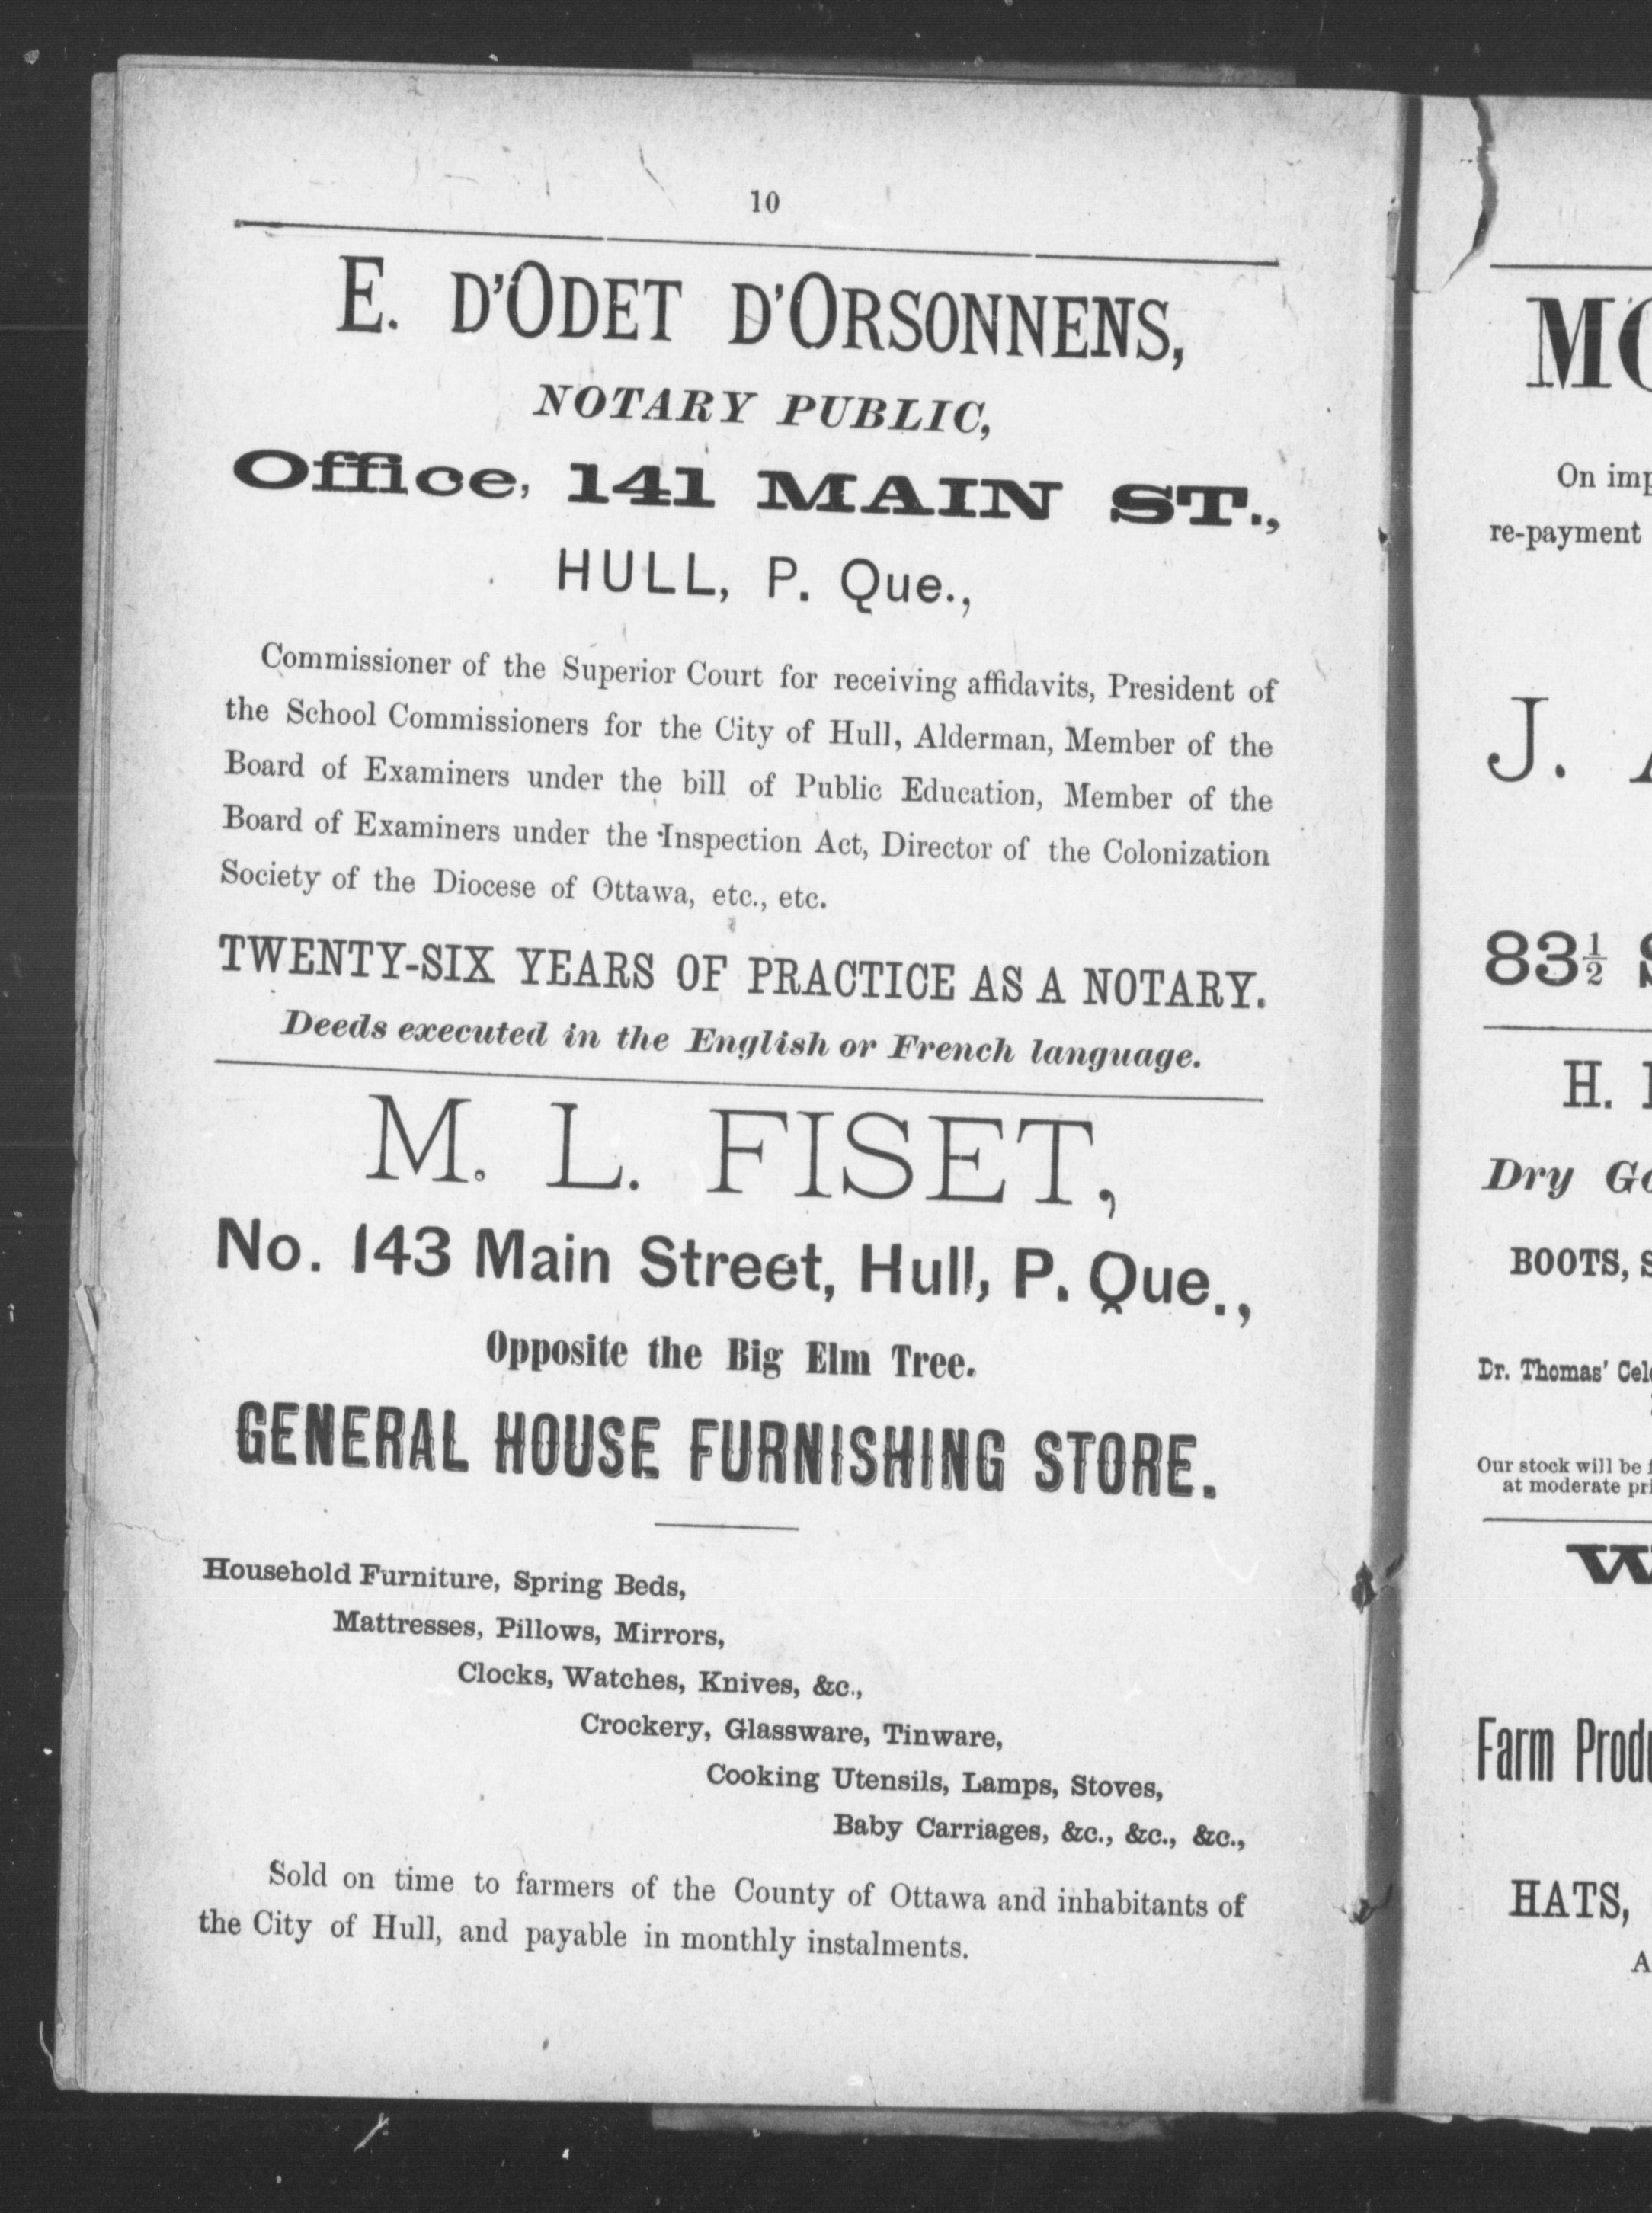 10
E. D'ODET D'ORSONNENS,
NOTARY PUBLIC,
Office, 141 MAIN ST.,
HULL, P. Que.,
Commissioner of the Superior Court for receiving affidavits, President of
the School Commissioners for the City of Hull, Alderman, Member of the
Board of Examiners under the bill of Public Education, Member of the
Board of Examiners under the Inspection Act, Director of the Colonization
Society of the Diocese of Ottawa, etc., etc.
TWENTY-SIX YEARS OF PRACTICE AS A NOTARY.
Deeds executed in the English or French language.
M. L. FISET,
No. 143 Main Street, Hull, P. Que.,
Opposite the Big Elm Tree.
GENERAL HOUSE FURNISHING STORE.
Household Furniture, Spring Beds,
Mattresses, Pillows, Mirrors,
Clocks, Watches, Knives, &c.,
Crockery, Glassware, Tinware,
Cooking Utensils, Lamps, Stoves,
Baby Carriages, &c., &c., &c.,
Sold on time to farmers of the County of Ottawa and inhabitants of
the City of Hull, and payable in monthly instalments.
On
re-payment
J.
83½
H.
Dry
BOOTS,
Dr. Thomas'
Our stock will be
at moderate
Farm
HATS,